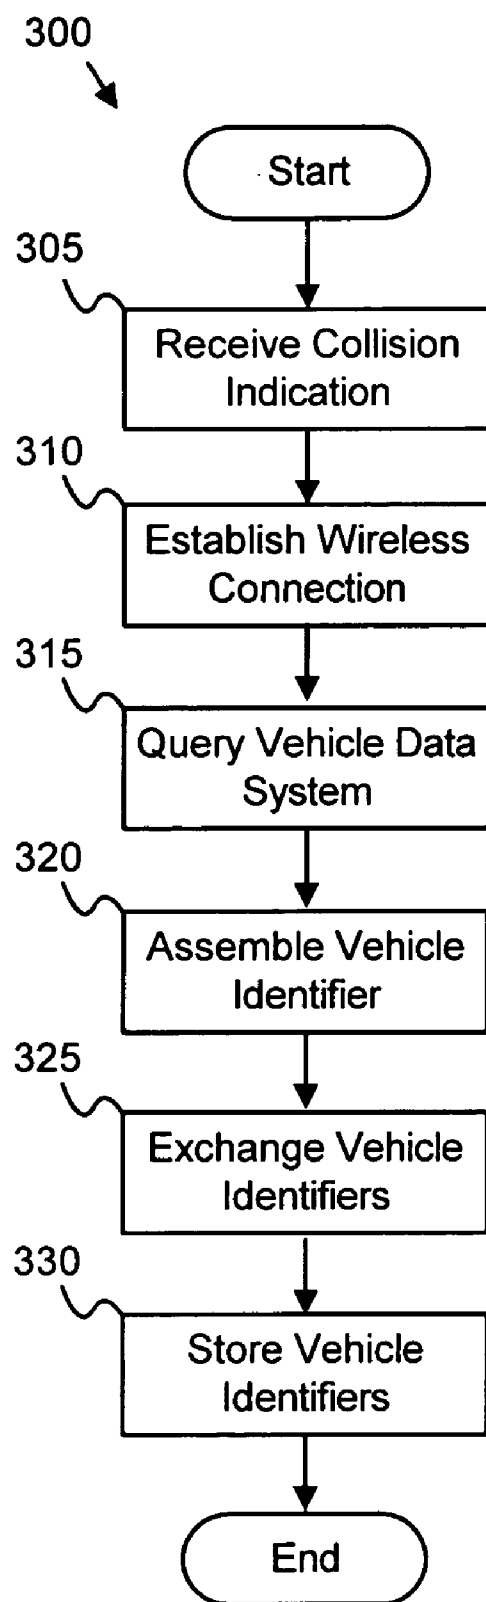 300
Start
305
Receive Collision
Indication
310
Establish Wireless
Connection
315
Query Vehicle Data
System
320
Assemble Vehicle
Identifier
325
Exchange Vehicle
Identifiers
330
Store Vehicle
Identifiers
End